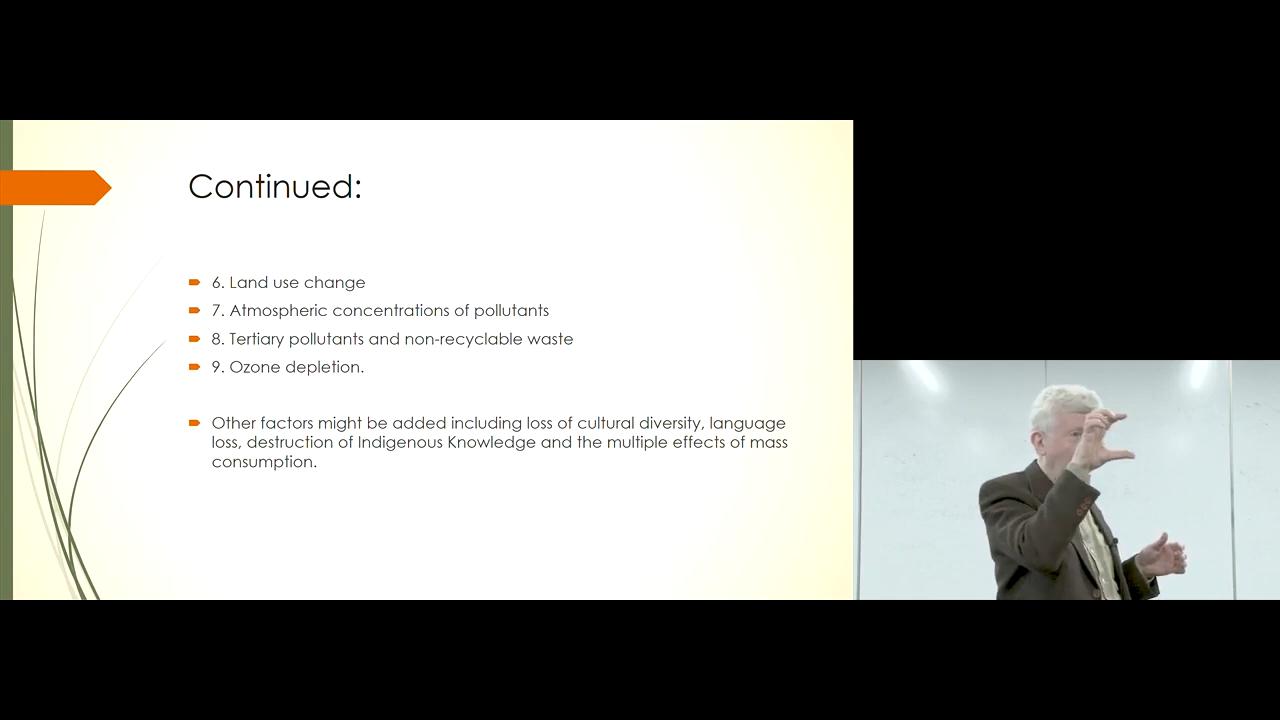 Continued:
6. Land use change
7. Atmospheric concentrations of pollutants
8. Tertiary pollutants and non-recyclable waste
9. Ozone depletion.
Other factors might be added including loss of cultural diversity, language
loss, destruction of Indigenous Knowledge and the multiple effects of mass
consumption.